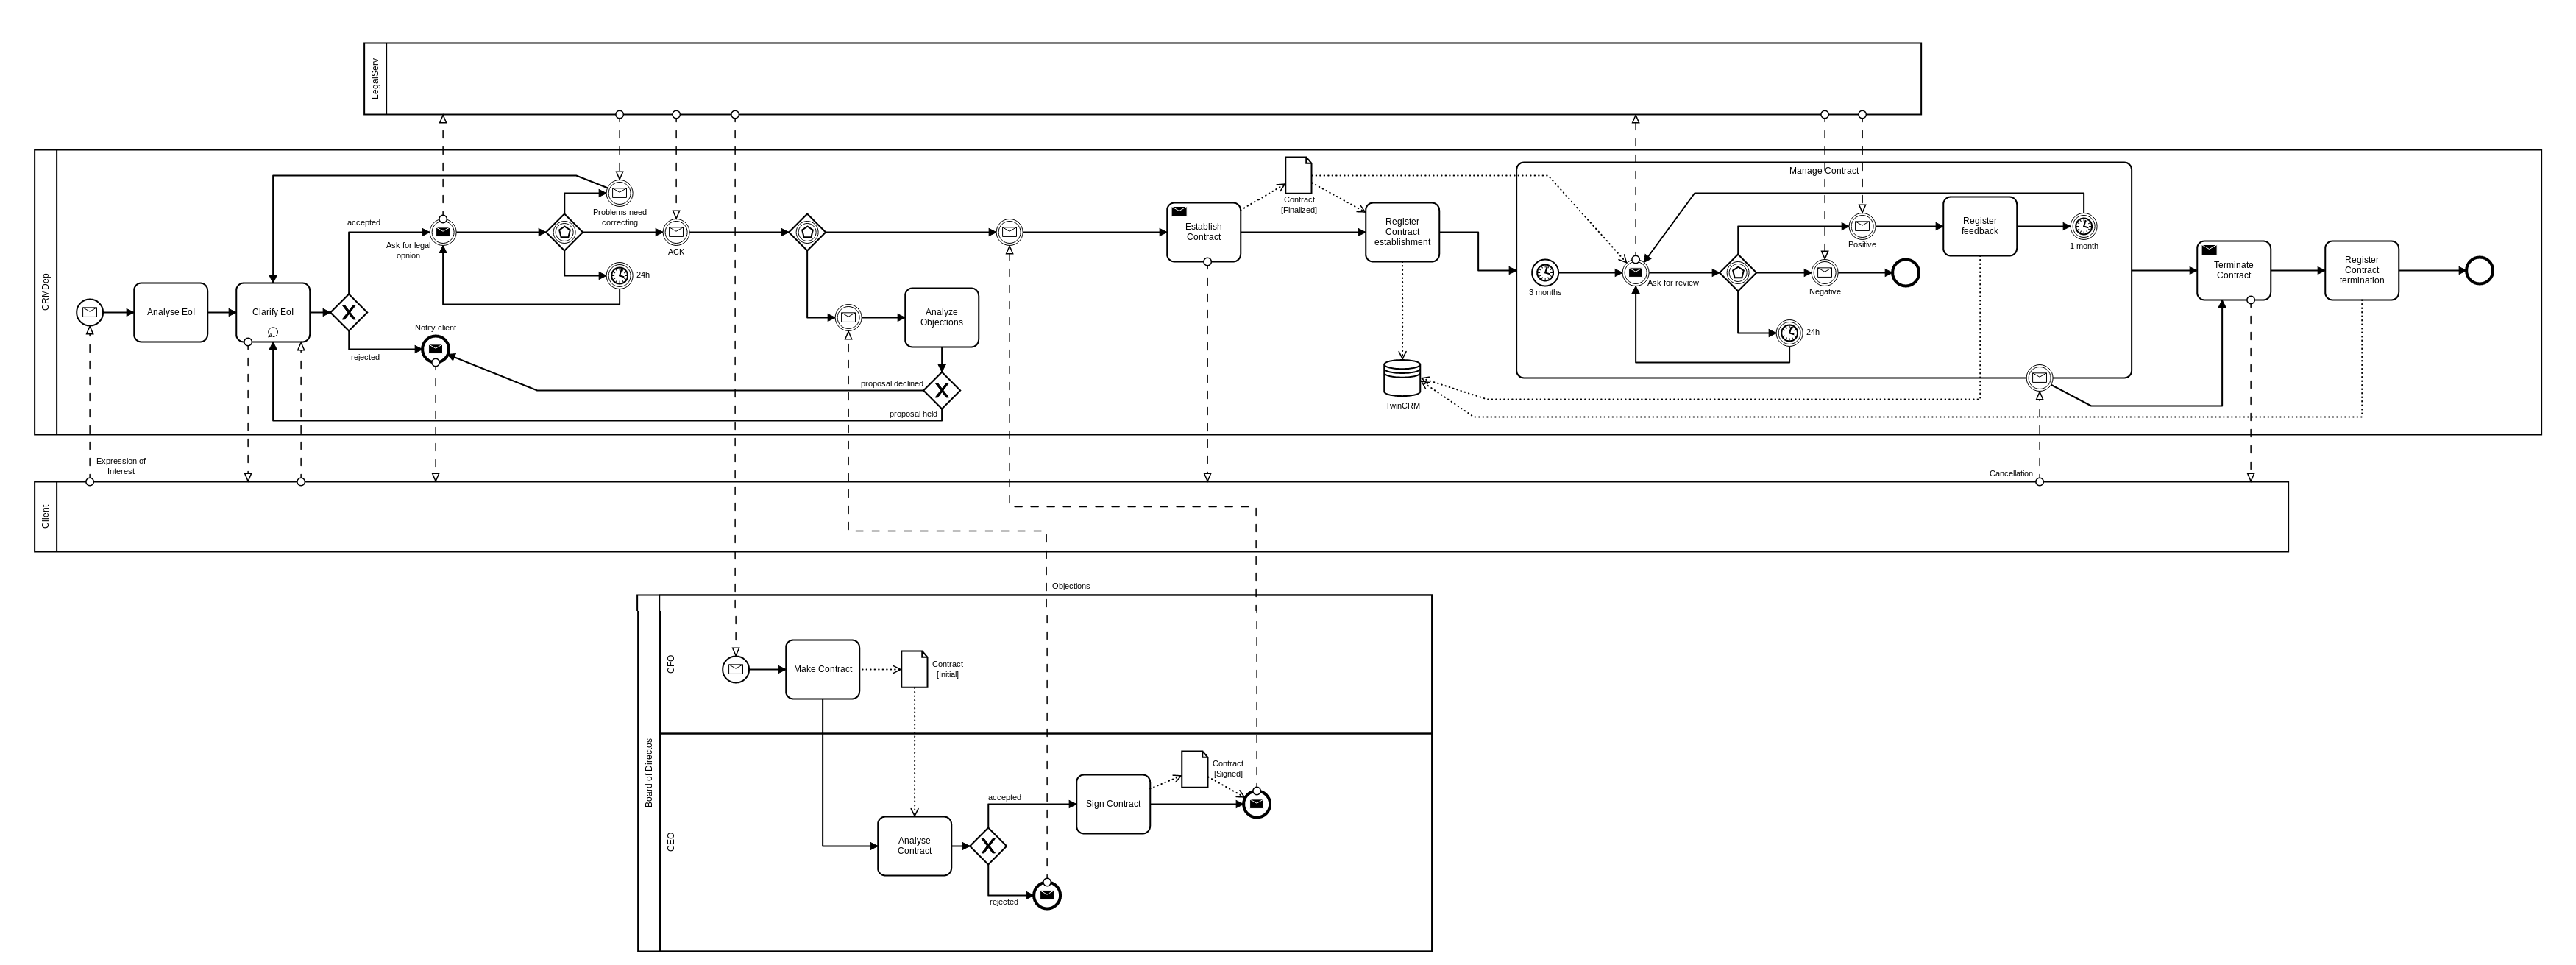 LegalServ
CRMDep
Manage Contract
Contract
[Finalized]
Problems need
correcting
accepted
Ask for legal
opnion
ACK
24h
Establish
Contract
Register
Contract
establishment
Register
feedback
Positive
1 month
3 months
Ask for review
Negative
24h
Terminate
Contract
Register
Contract
termination
Analyse EoI
Clarify EoI
Notify client
rejected
Analyze
Objections
proposal declined
proposal held
TwinCRM
Expression of
Interest
Cancellation
Client
Objections
Board of Directos
CFO
Make Contract
Contract
[Initial]
CEO
Contract
[Signed]
accepted
Sign Contract
Analyse
Contract
rejected